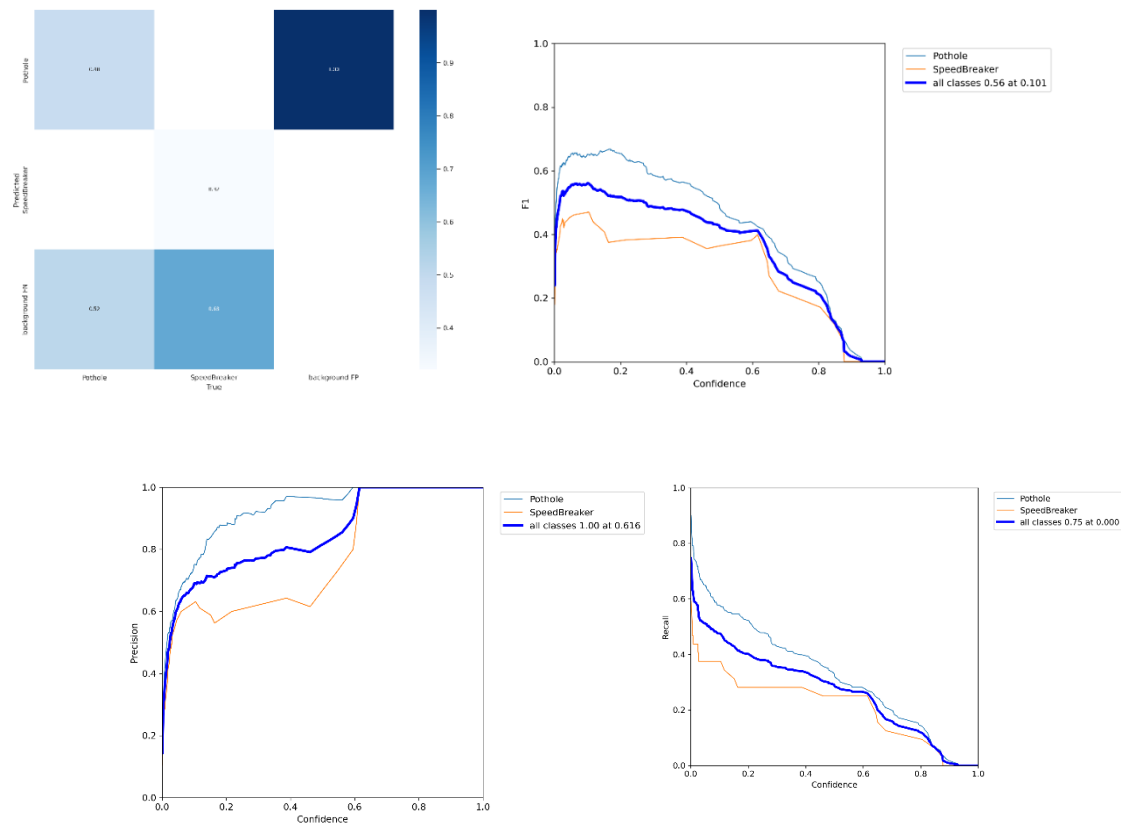 Pothole
0.48
1.00
Predicted
SpeedBreaker
background FN
0.52
Pothole
SpeedBreaker
background FP
True
0.9
0.8
0.7
0.6
0.5
0.4
1.0
0.8
0.6
0.4
0.2
0.0
F1
0.0 0.2 0.4 0.6 0.8 1.0
Confidence
Pothole
SpeedBreaker
all classes 0.56 at 0.101
1.0
0.8
0.6
0.4
0.2
0.0
Precision
0.0 0.2 0.4 0.6 0.8 1.0
Confidence
Pothole
SpeedBreaker
all classes 1.00 at 0.616
1.0
0.8
0.6
0.4
0.2
0.0
Recall
0.0 0.2 0.4 0.6 0.8 1.0
Confidence
Pothole
SpeedBreaker
all classes 0.75 at 0.000